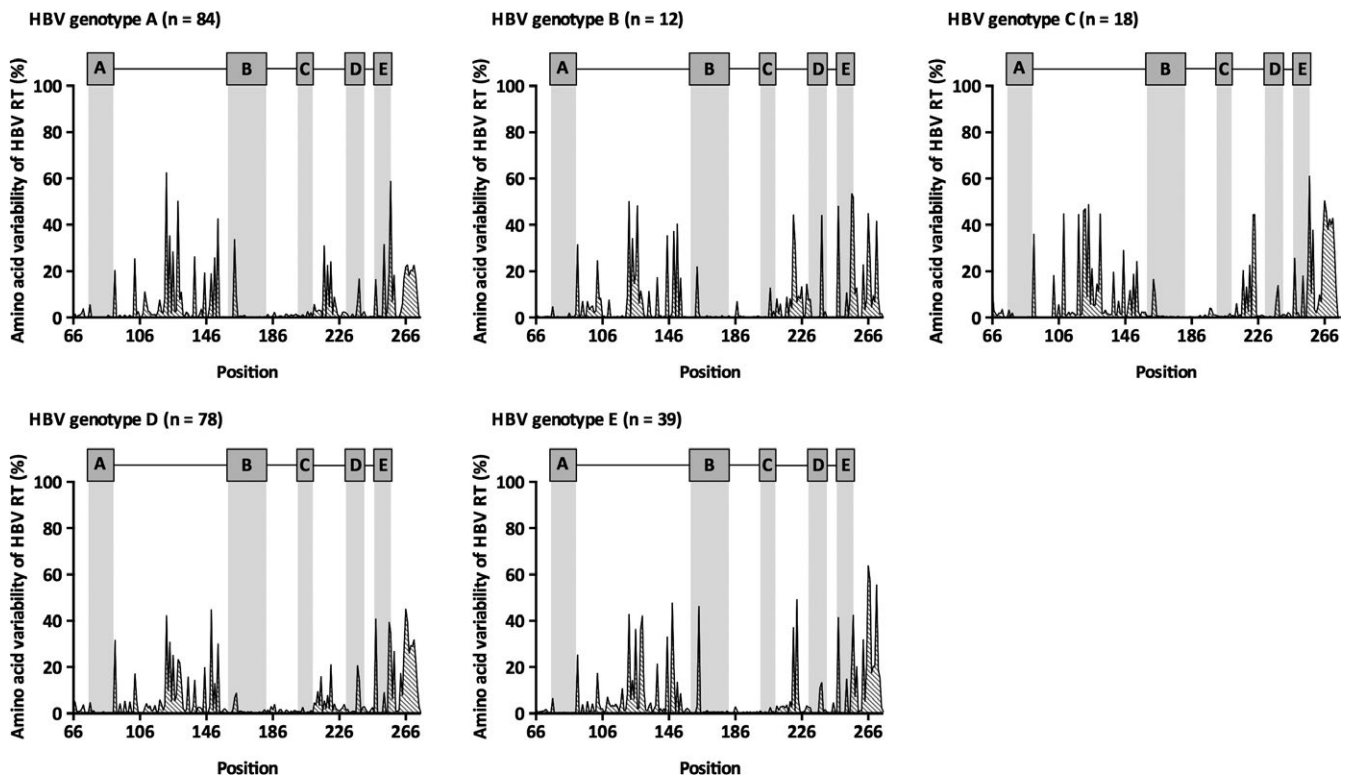 HBV genotype A (n = 84)
A B C D E
Amino acid variability of HBV RT (%)
100
80
60
40
20
0
66 106 146 186 226 266
Position
HBV genotype B (n = 12)
A B C D E
Amino acid variability of HBV RT (%)
100
80
60
40
20
0
66 106 146 186 226 266
Position
HBV genotype C (n = 18)
A B C D E
Amino acid variability of HBV RT (%)
100
80
60
40
20
0
66 106 146 186 226 266
Position
HBV genotype D (n = 78)
A B C D E
Amino acid variability of HBV RT (%)
100
80
60
40
20
0
66 106 146 186 226 266
Position
HBV genotype E (n = 39)
A B C D E
Amino acid variability of HBV RT (%)
100
80
60
40
20
0
66 106 146 186 226 266
Position